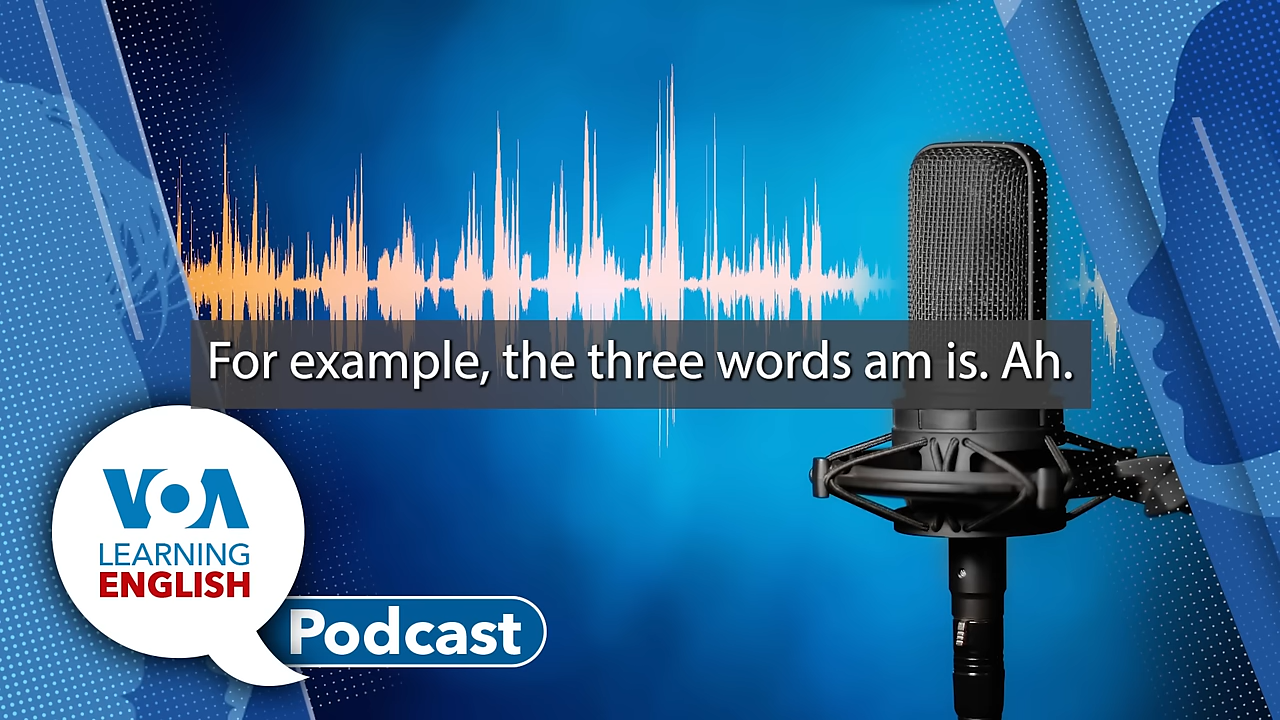 For example, the three words am is. Ah.
VOA
LEARNING
ENGLISH
Podcast